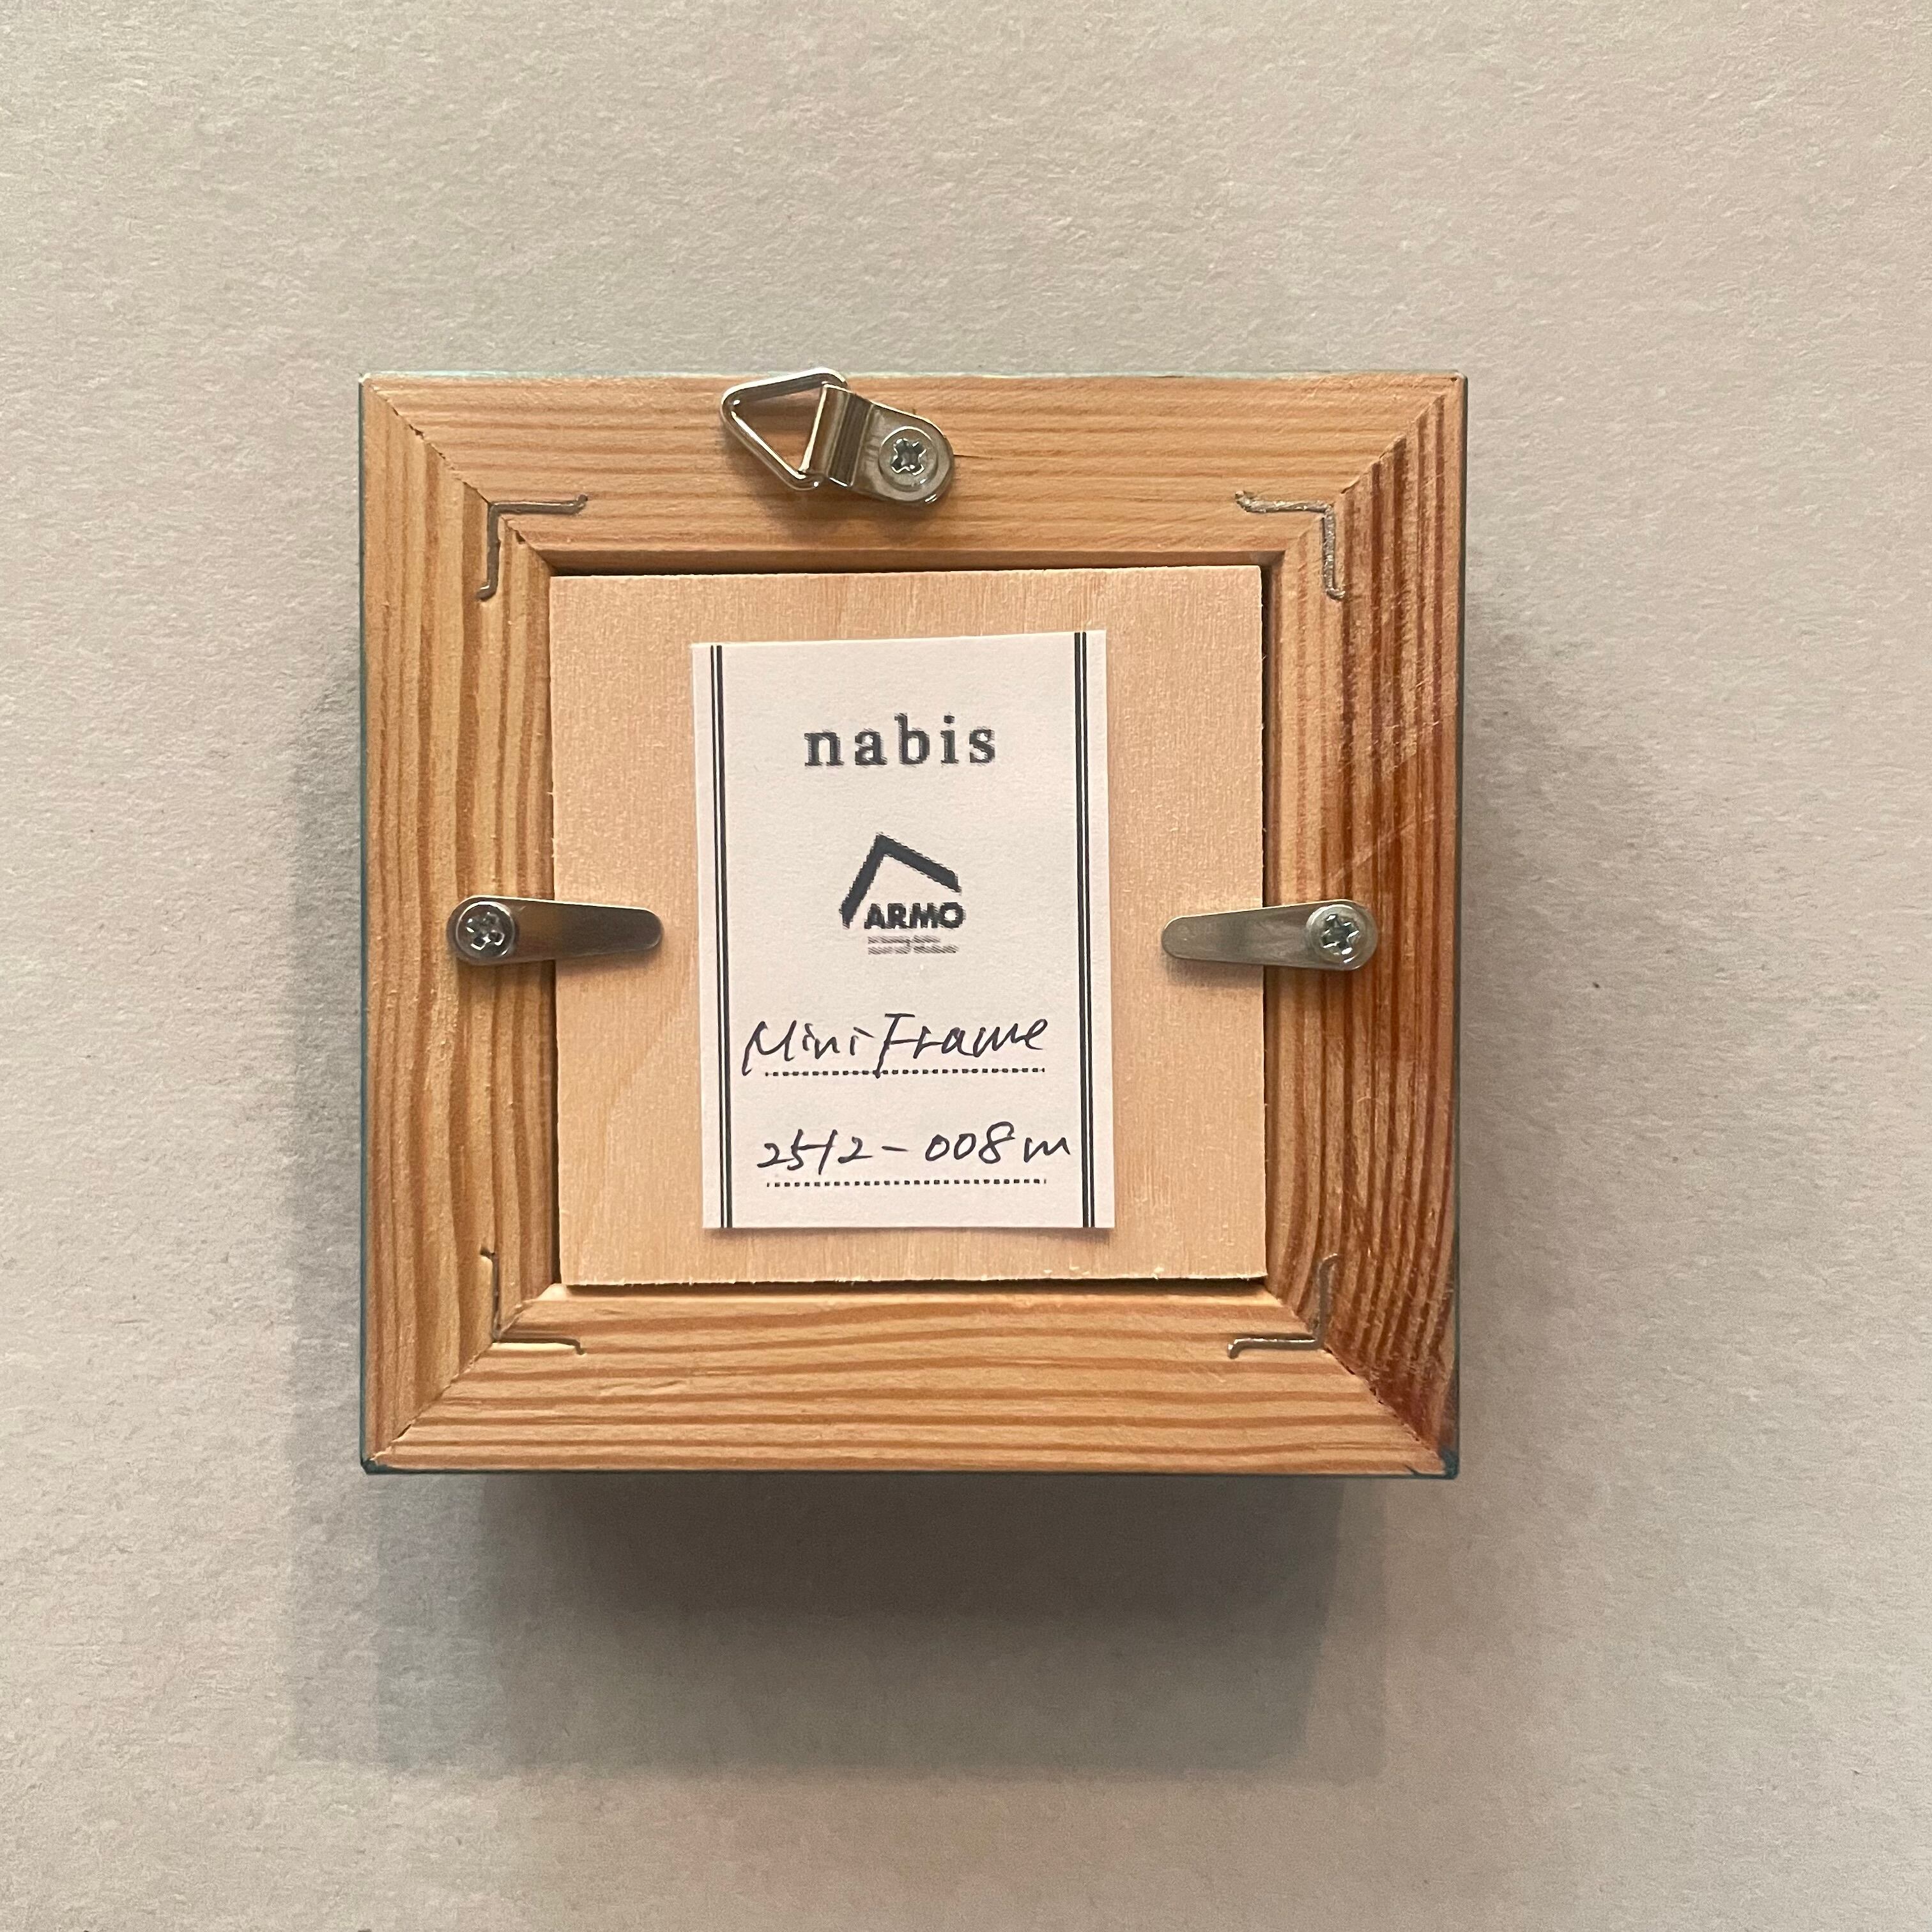 nabis
ARMO
Mini Frame
2512-008m